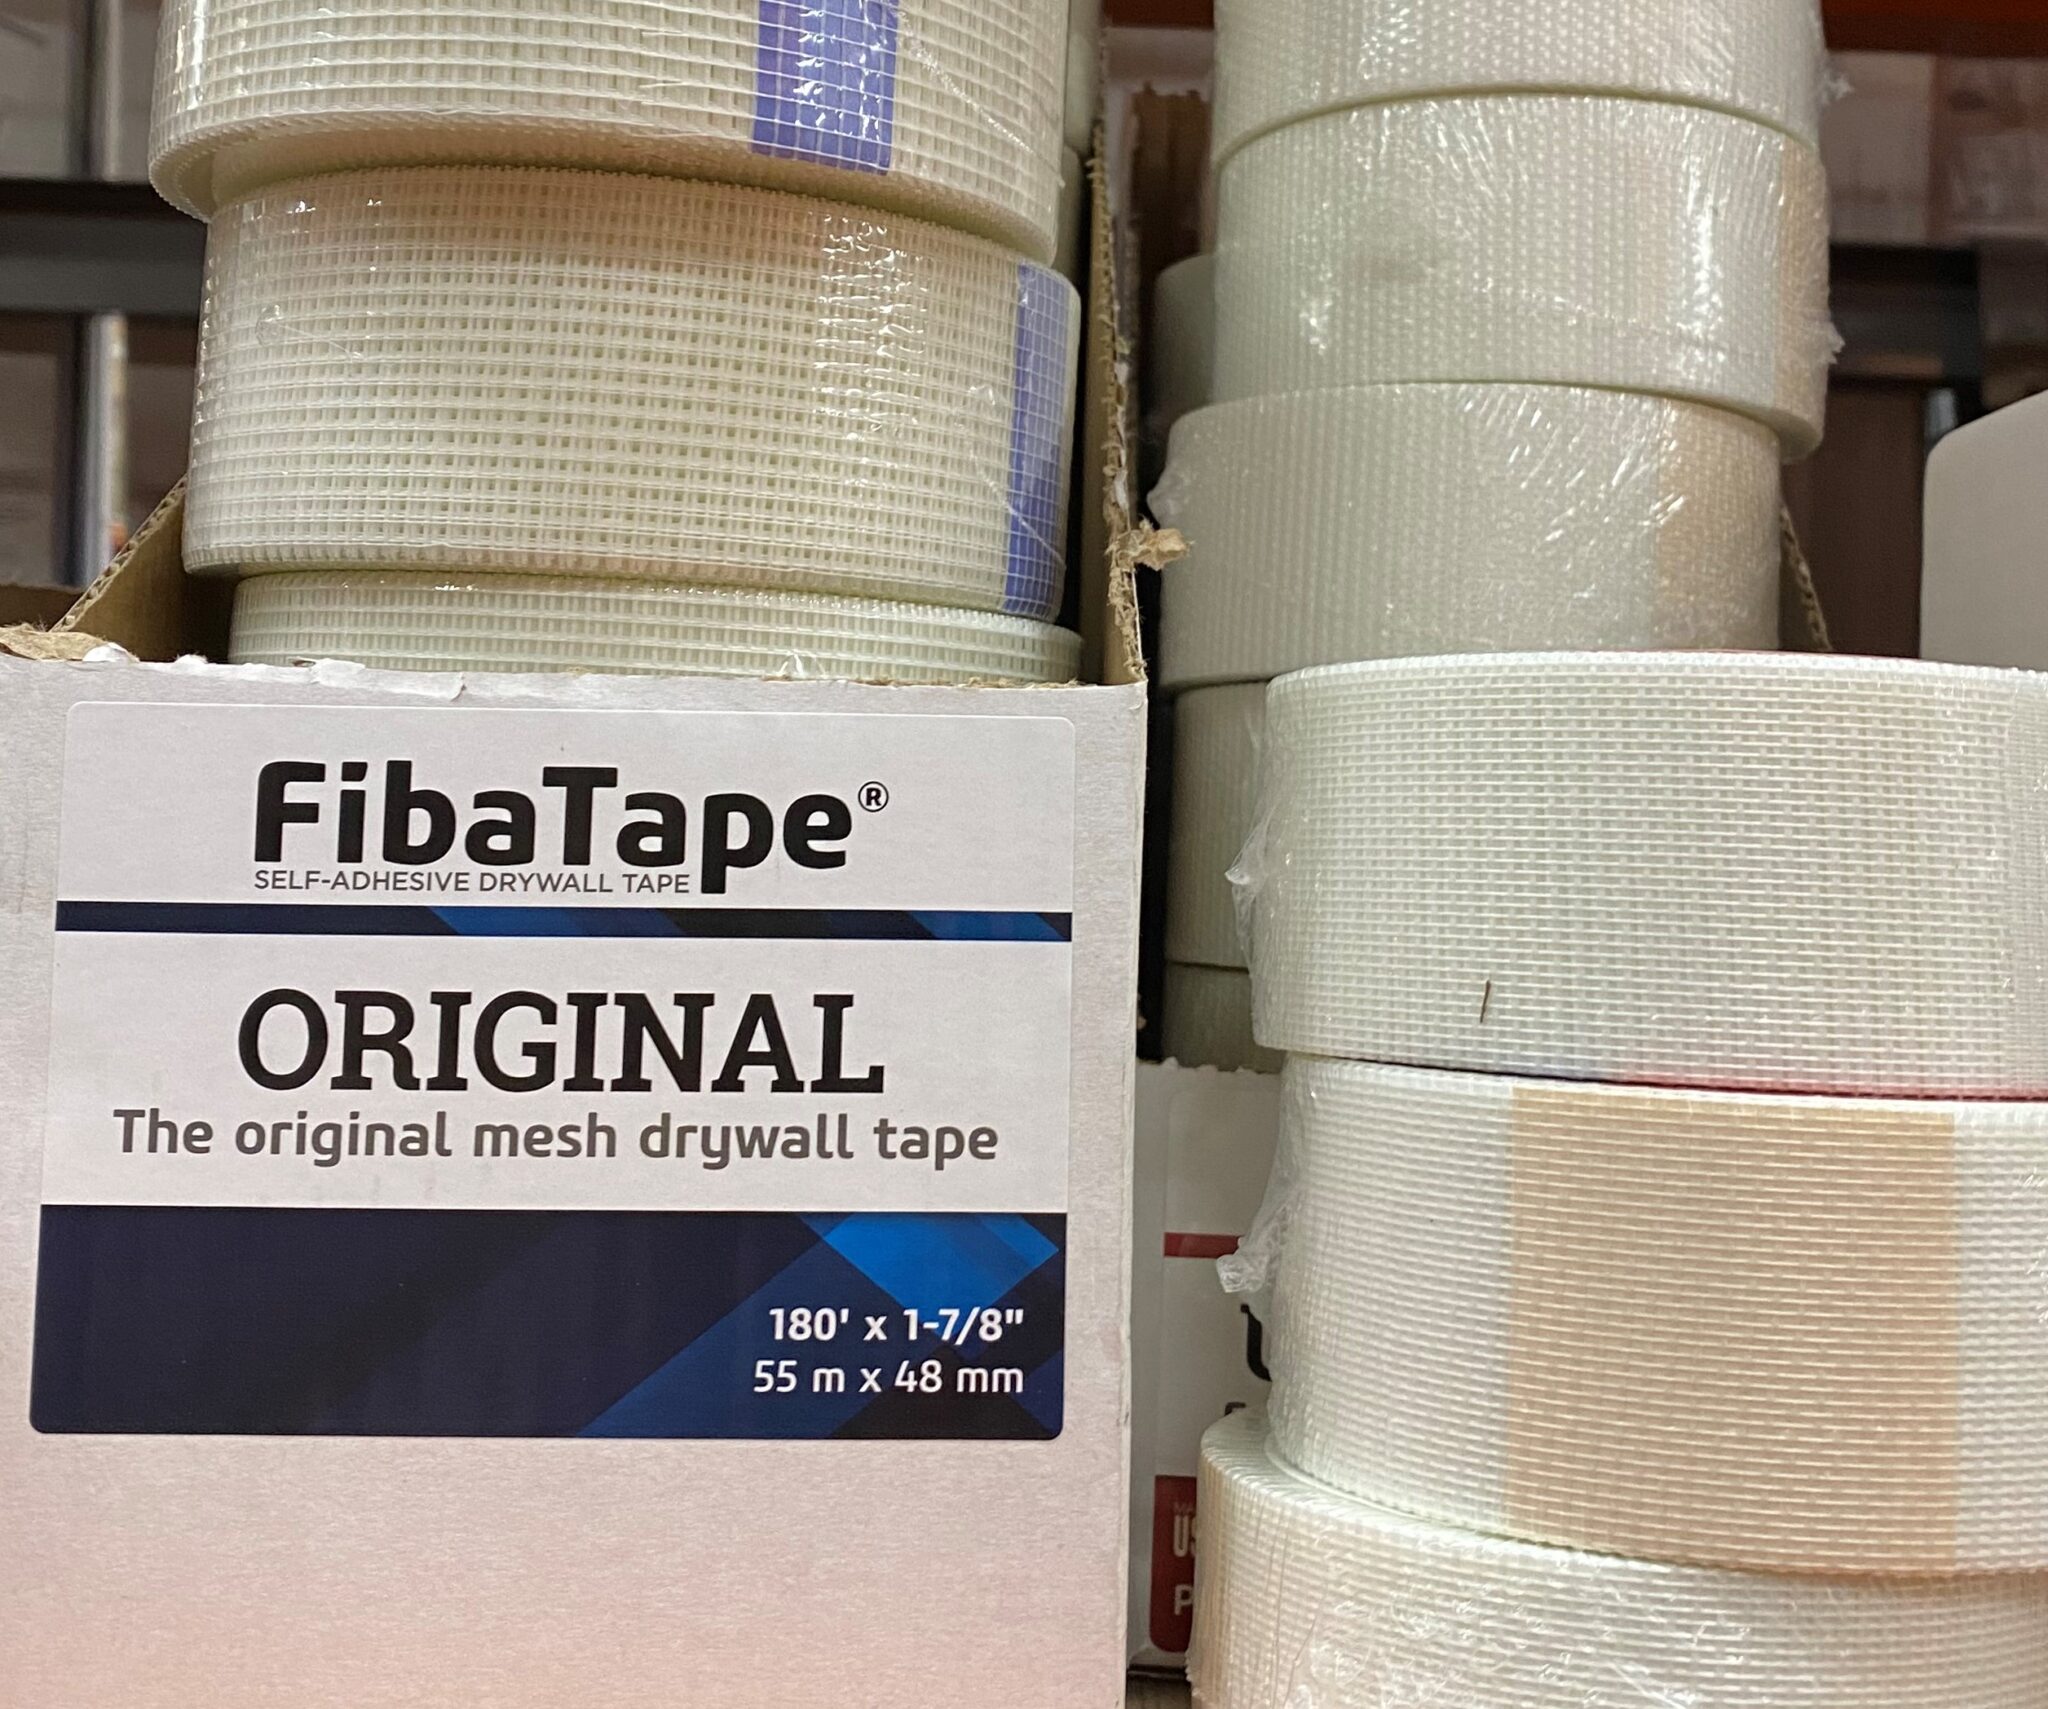 FibaTape®
SELF-ADHESIVE DRYWALL TAPE
ORIGINAL
The original mesh drywall tape
180' x 1-7/8"
55 m x 48 mm